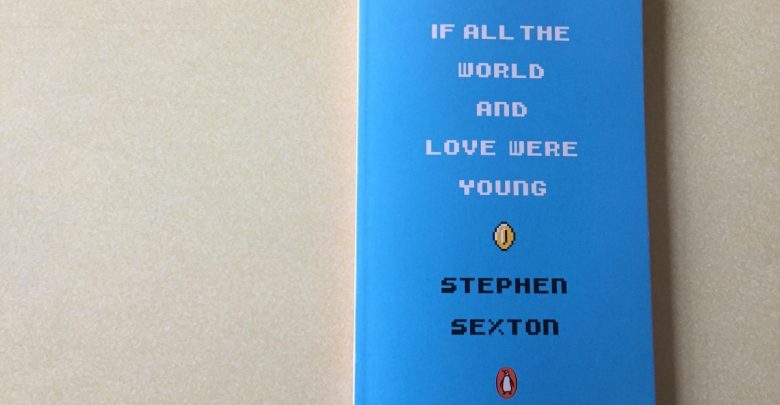 IF ALL THE
WORLD
AND
LOVE WERE
YOUNG
STEPHEN
SEXTON